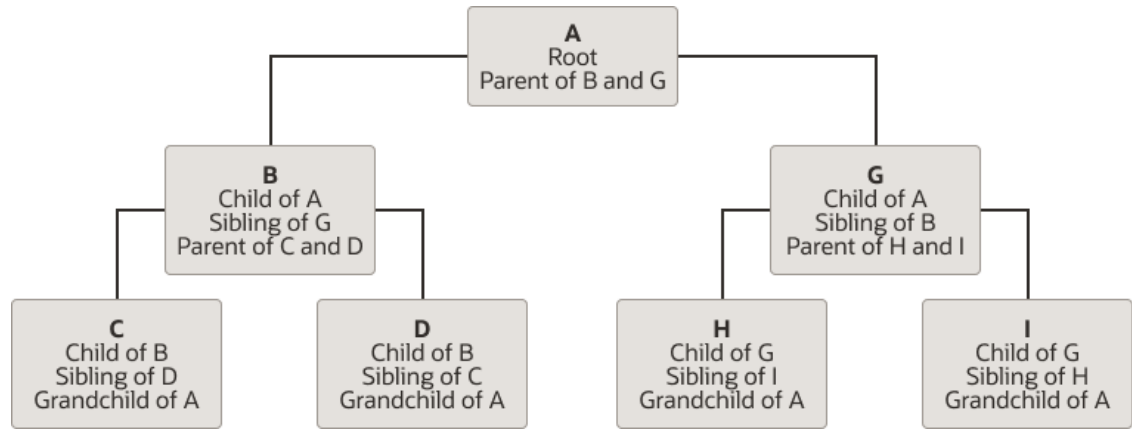 A
Root
Parent of B and G
B
Child of A
Sibling of G
Parent of C and D
G
Child of A
Sibling of B
Parent of H and I
C
Child of B
Sibling of D
Grandchild of A
D
Child of B
Sibling of C
Grandchild of A
H
Child of G
Sibling of I
Grandchild of A
I
Child of G
Sibling of H
Grandchild of A